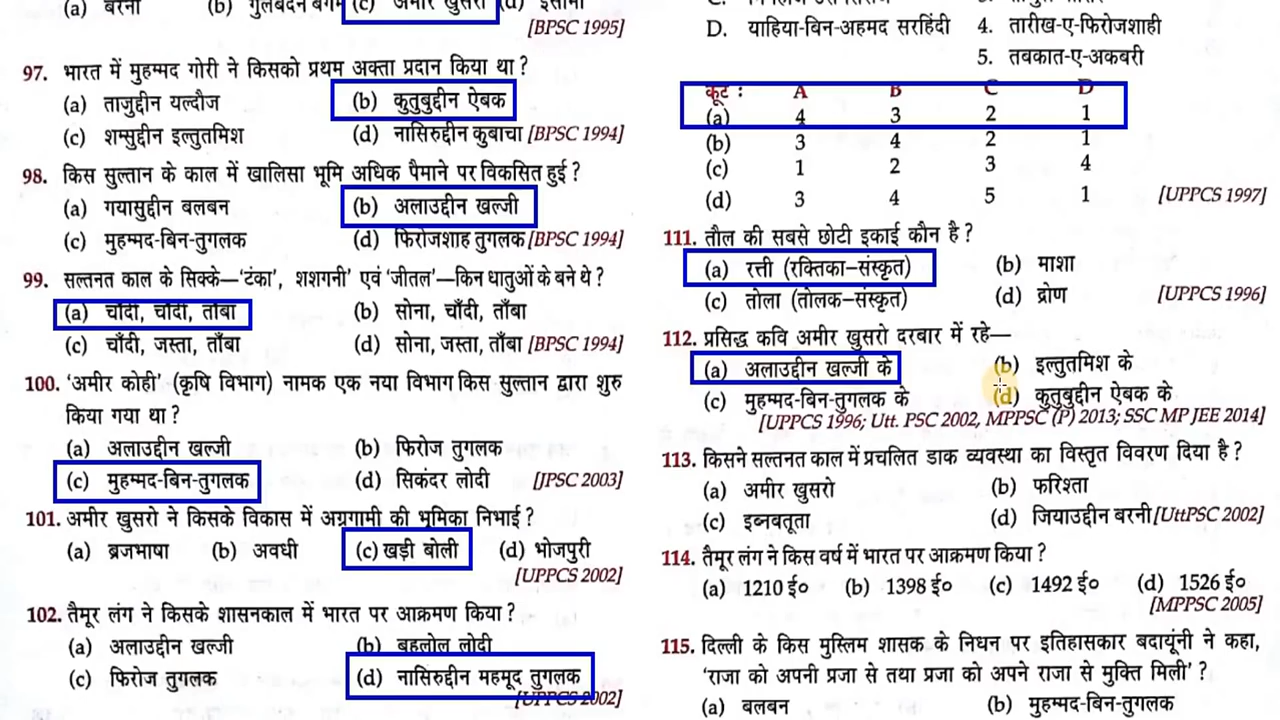 (a) बरनी (b) गुलबदन बेगम (c) अमीर खुसरो (d) इसामी
[BPSC 1995]
97. भारत में मुहम्मद गोरी ने किसको प्रथम अक्ता प्रदान किया था ?
(a) ताजुद्दीन यल्दौज (b) कुतुबुद्दीन ऐबक
(c) शम्सुद्दीन इल्तुतमिश (d) नासिरुद्दीन कुबाचा [BPSC 1994]
98. किस सुल्तान के काल में खालिसा भूमि अधिक पैमाने पर विकसित हुई ?
(a) गयासुद्दीन बलबन (b) अलाउद्दीन खल्जी
(c) मुहम्मद-बिन-तुगलक (d) फिरोजशाह तुगलक [BPSC 1994]
99. सल्तनत काल के सिक्के—'टंका', शशगनी' एवं 'जीतल'—किन धातुओं के बने थे ?
(a) चाँदी, चाँदी, ताँबा (b) सोना, चाँदी, ताँबा
(c) चाँदी, जस्ता, ताँबा (d) सोना, जस्ता, ताँबा [BPSC 1994]
100. 'अमीर कोही' (कृषि विभाग) नामक एक नया विभाग किस सुल्तान द्वारा शुरु
किया गया था ?
(a) अलाउद्दीन खल्जी (b) फिरोज तुगलक
(c) मुहम्मद-बिन-तुगलक (d) सिकंदर लोदी [JPSC 2003]
101. अमीर खुसरो ने किसके विकास में अग्रगामी की भूमिका निभाई ?
(a) ब्रजभाषा (b) अवधी (c) खड़ी बोली (d) भोजपुरी
[UPPCS 2002]
102. तैमूर लंग ने किसके शासनकाल में भारत पर आक्रमण किया ?
(a) अलाउद्दीन खल्जी (b) बहलोल लोदी
(c) फिरोज तुगलक (d) नासिरुद्दीन महमूद तुगलक
[UPPCS 2002]
D. याहिया-बिन-अहमद सरहिंदी 4. तारीख-ए-फिरोजशाही
5. तबकात-ए-अकबरी
कूट : A B C D
(a) 4 3 2 1
(b) 3 4 2 1
(c) 1 2 3 4
(d) 3 4 5 1 [UPPCS 1997]
111. तौल की सबसे छोटी इकाई कौन है ?
(a) रत्ती (रक्तिका–संस्कृत) (b) माशा
(c) तोला (तोलक–संस्कृत) (d) द्रोण [UPPCS 1996]
112. प्रसिद्ध कवि अमीर खुसरो दरबार में रहे—
(a) अलाउद्दीन खल्जी के (b) इल्तुतमिश के
(c) मुहम्मद-बिन-तुगलक के (d) कुतुबुद्दीन ऐबक के
[UPPCS 1996; Utt. PSC 2002, MPPSC (P) 2013; SSC MP JEE 2014]
113. किसने सल्तनत काल में प्रचलित डाक व्यवस्था का विस्तृत विवरण दिया है ?
(a) अमीर खुसरो (b) फरिश्ता
(c) इब्नबतूता (d) जियाउद्दीन बरनी [UttPSC 2002]
114. तैमूर लंग ने किस वर्ष में भारत पर आक्रमण किया ?
(a) 1210 ई० (b) 1398 ई० (c) 1492 ई० (d) 1526 ई०
[MPPSC 2005]
115. दिल्ली के किस मुस्लिम शासक के निधन पर इतिहासकार बदायूंनी ने कहा,
'राजा को अपनी प्रजा से तथा प्रजा को अपने राजा से मुक्ति मिली' ?
(a) बलबन (b) मुहम्मद-बिन-तुगलक